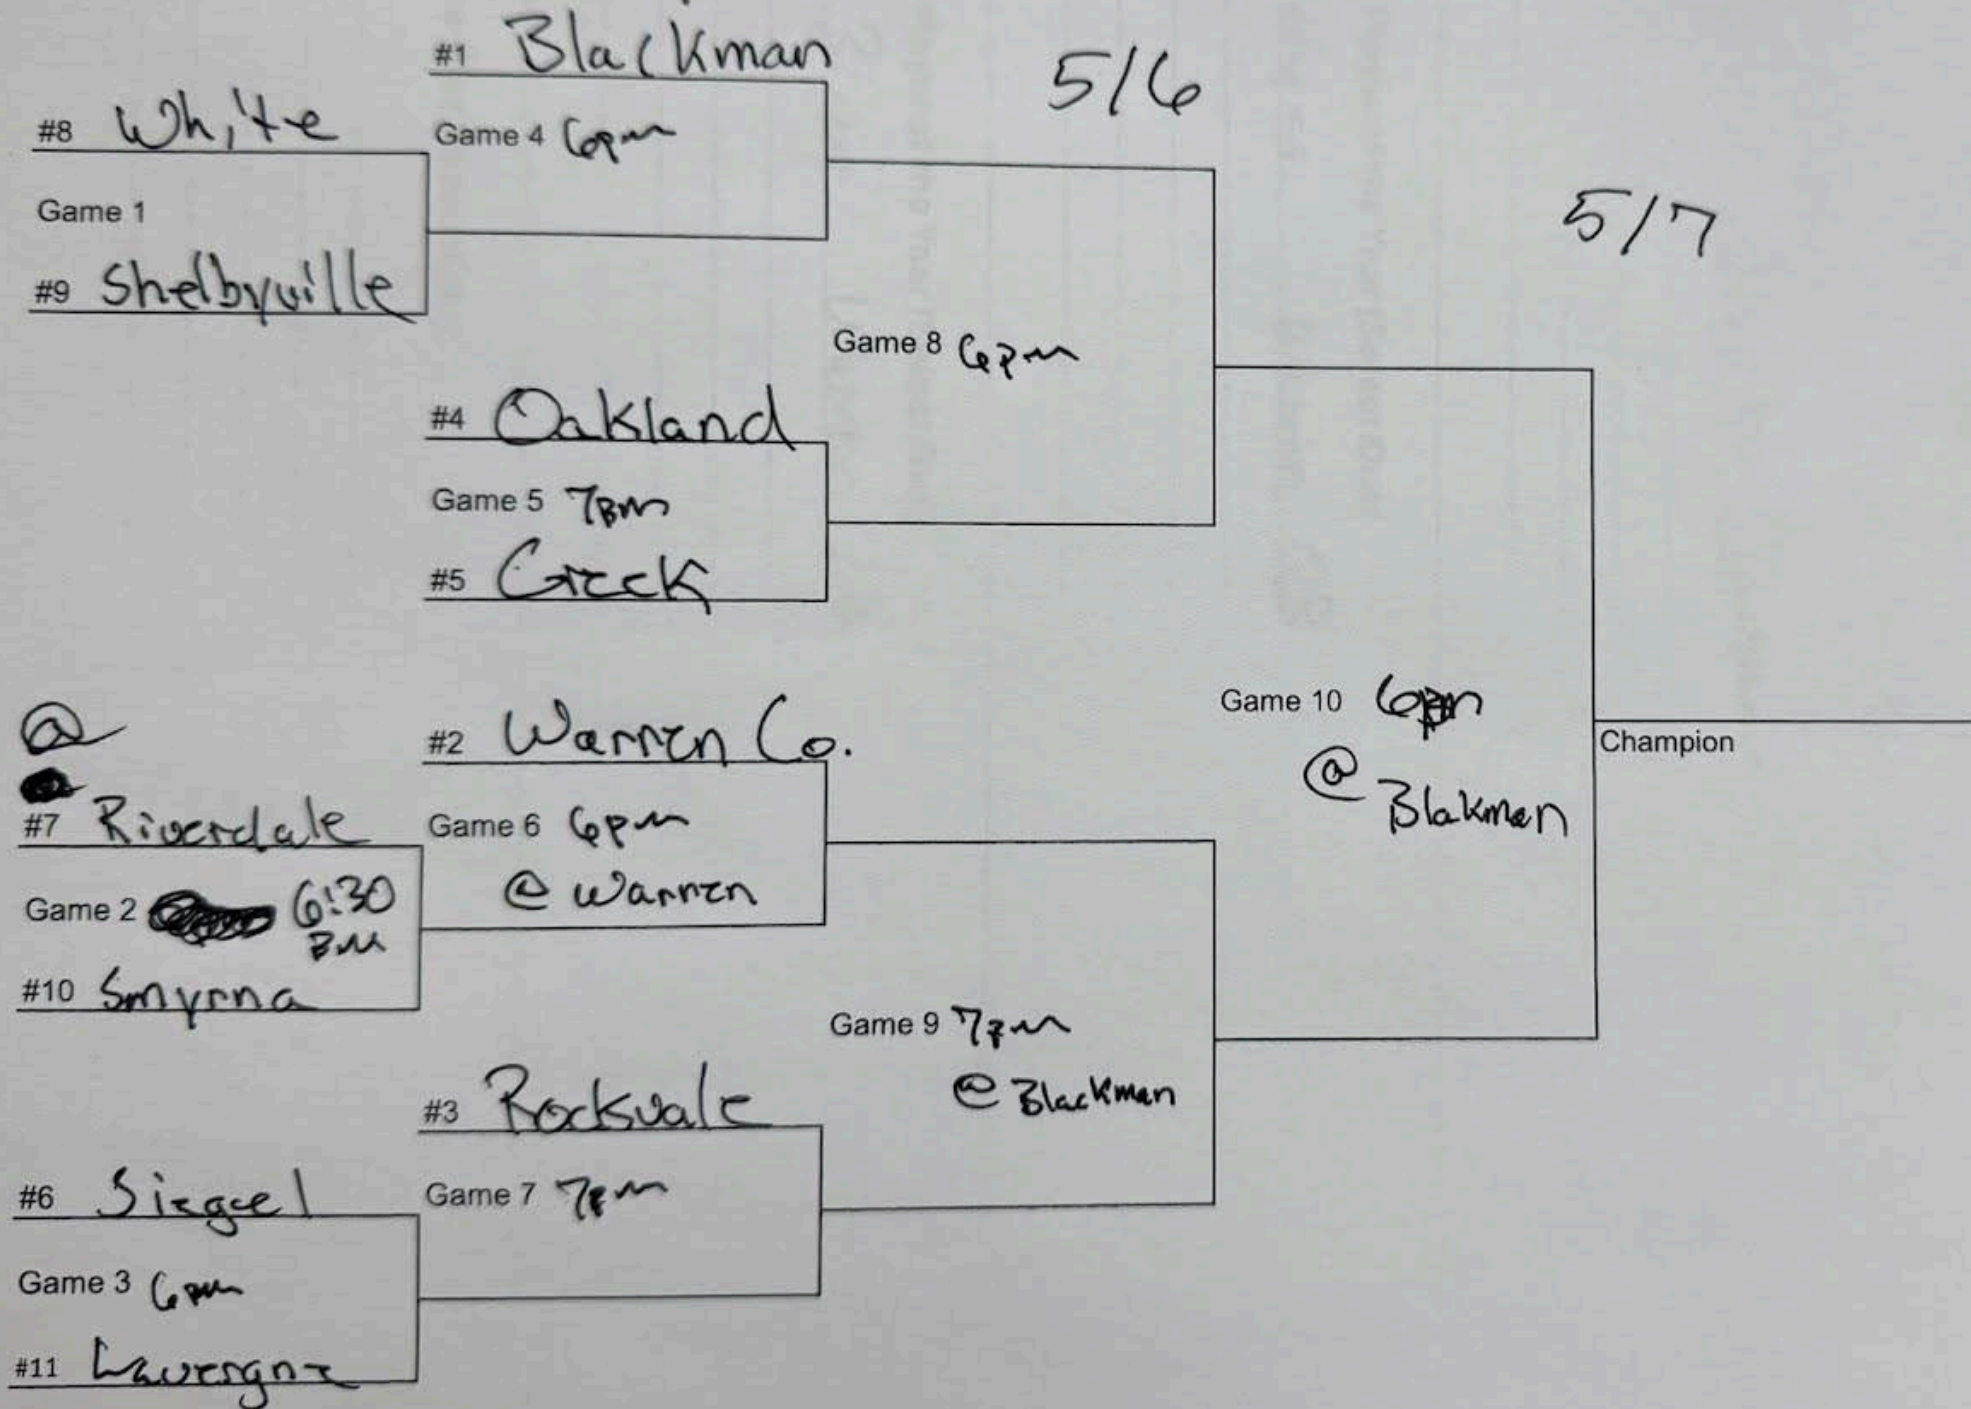 #1 Blackman
5/6
#8 White
Game 4 6pm
Game 1
5/7
#9 Shelbyville
Game 8 6pm
#4 Oakland
Game 5 7pm
#5 Creek
@
#2 Warren Co.
Game 10 6pm
@ Blakman
Champion
#7 Riverdale
Game 6 6pm
@ Warren
Game 2 6:30 pm
#10 Smyrna
Game 9 7pm
@ Blackman
#3 Rockvale
#6 Siegel
Game 7 7pm
Game 3 6pm
#11 Lavergne